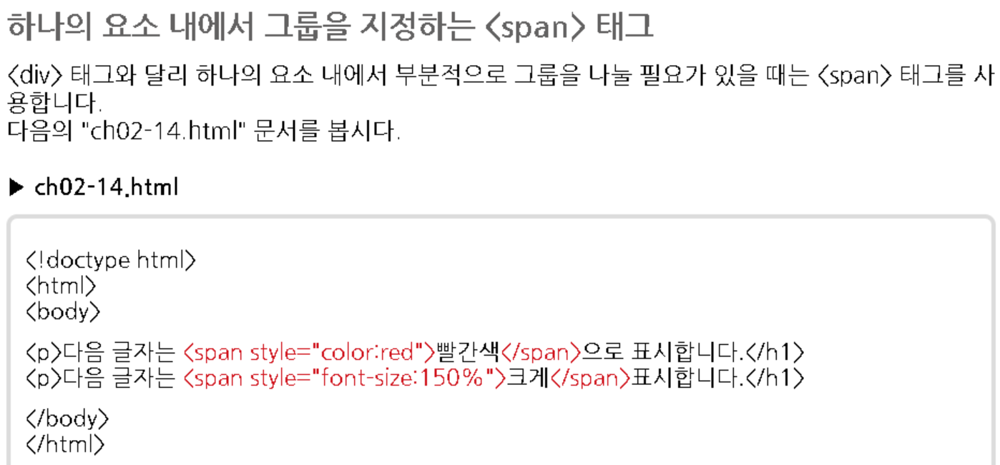 하나의 요소 내에서 그룹을 지정하는 <span> 태그
<div> 태그와 달리 하나의 요소 내에서 부분적으로 그룹을 나눌 필요가 있을 때는 <span> 태그를 사
용합니다.
다음의 "ch02-14.html" 문서를 봅시다.
▶ ch02-14.html
<!doctype html>
<html>
<body>
<p>다음 글자는 <span style="color:red">빨간색</span>으로 표시합니다.</h1>
<p>다음 글자는 <span style="font-size:150%">크게</span>표시합니다.</h1>
</body>
</html>